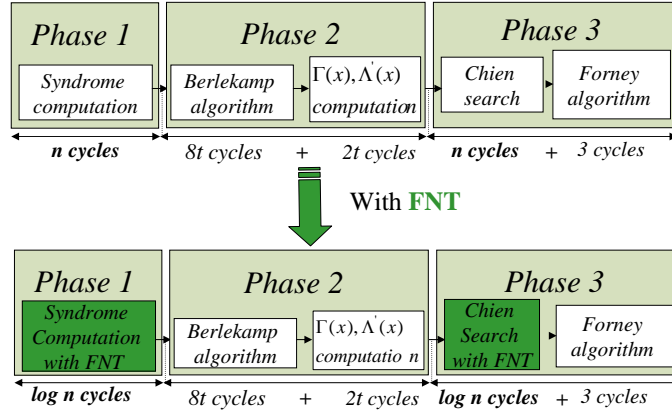 Phase 1
Phase 2
Phase 3
Syndrome
computation
Berlekamp
algorithm
Γ(x), Λ'(x)
computation
Chien
search
Forney
algorithm
n cycles
8t cycles + 2t cycles
n cycles + 3 cycles
With FNT
Phase 1
Phase 2
Phase 3
Syndrome
Computation
with FNT
Berlekamp
algorithm
Γ(x), Λ'(x)
computatio n
Chien
Search
with FNT
Forney
algorithm
log n cycles
8t cycles + 2t cycles
log n cycles + 3 cycles